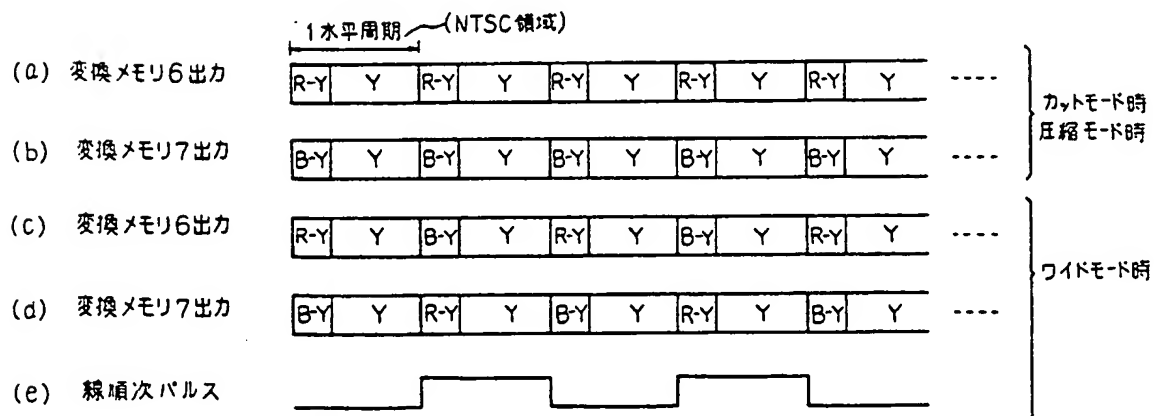 1水平周期 (NTSC領域)
(a) 変換メモリ6出力 R-Y Y R-Y Y R-Y Y R-Y Y R-Y Y ----
カットモード時
圧縮モード時
(b) 変換メモリ7出力 B-Y Y B-Y Y B-Y Y B-Y Y B-Y Y ----
(c) 変換メモリ6出力 R-Y Y B-Y Y R-Y Y B-Y Y R-Y Y ----
ワイドモード時
(d) 変換メモリ7出力 B-Y Y R-Y Y B-Y Y R-Y Y B-Y Y ----
(e) 線順次パルス